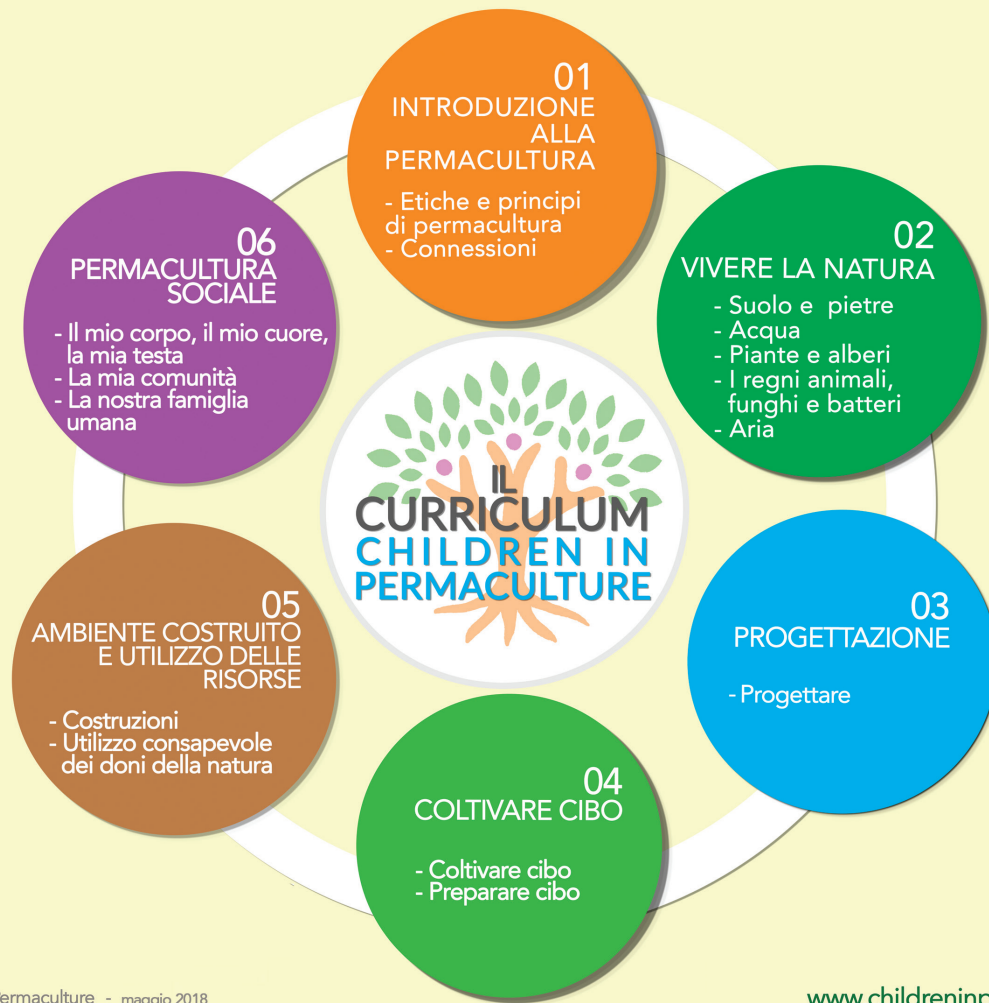 01
INTRODUZIONE
ALLA
PERMACULTURA
- Etiche e principi
di permacultura
- Connessioni
02
VIVERE LA NATURA
- Suolo e pietre
- Acqua
- Piante e alberi
- I regni animali,
funghi e batteri
- Aria
03
PROGETTAZIONE
- Progettare
04
COLTIVARE CIBO
- Coltivare cibo
- Preparare cibo
05
AMBIENTE COSTRUITO
E UTILIZZO DELLE
RISORSE
- Costruzioni
- Utilizzo consapevole
dei doni della natura
06
PERMACULTURA
SOCIALE
- Il mio corpo, il mio cuore,
la mia testa
- La mia comunità
- La nostra famiglia
umana
IL
CURRICULUM
CHILDREN IN
PERMACULTURE
- maggio 2018